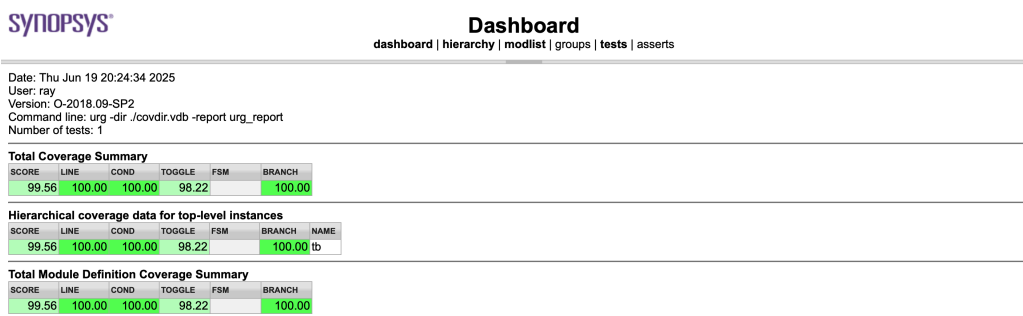 SYNOPSYS®
Dashboard
dashboard | hierarchy | modlist | groups | tests | asserts
Date: Thu Jun 19 20:24:34 2025
User: ray
Version: O-2018.09-SP2
Command line: urg -dir ./covdir.vdb -report urg_report
Number of tests: 1
Total Coverage Summary
SCORE LINE COND TOGGLE FSM BRANCH
99.56 100.00 100.00 98.22 100.00
Hierarchical coverage data for top-level instances
SCORE LINE COND TOGGLE FSM BRANCH NAME
99.56 100.00 100.00 98.22 100.00 tb
Total Module Definition Coverage Summary
SCORE LINE COND TOGGLE FSM BRANCH
99.56 100.00 100.00 98.22 100.00